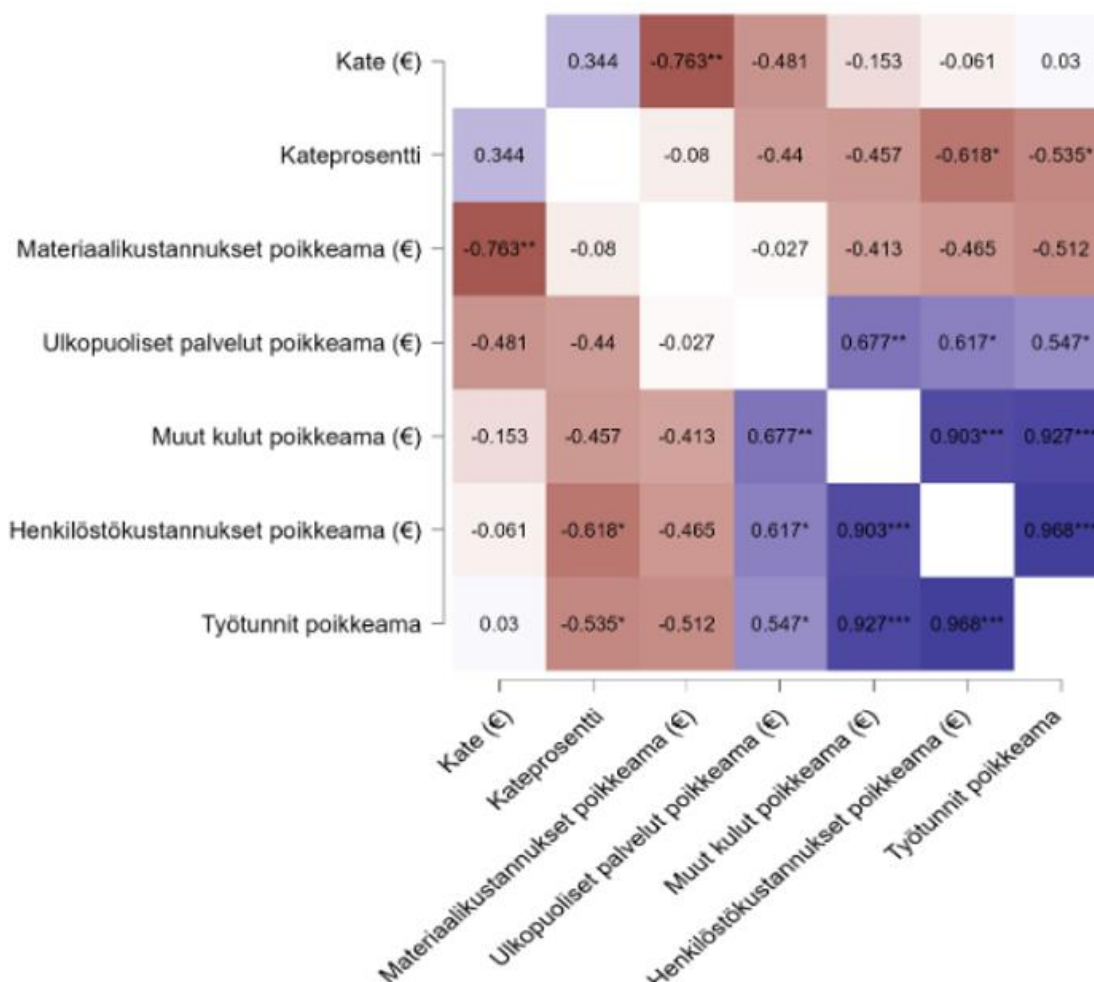 Kate (€) 0.344 -0.763** -0.481 -0.153 -0.061 0.03
Kateprosentti 0.344 -0.08 -0.44 -0.457 -0.618* -0.535*
Materiaalikustannukset poikkeama (€) -0.763** -0.08 -0.027 -0.413 -0.465 -0.512
Ulkopuoliset palvelut poikkeama (€) -0.481 -0.44 -0.027 0.677** 0.617* 0.547*
Muut kulut poikkeama (€) -0.153 -0.457 -0.413 0.677** 0.903*** 0.927***
Henkilöstökustannukset poikkeama (€) -0.061 -0.618* -0.465 0.617* 0.903*** 0.968***
Työtunnit poikkeama 0.03 -0.535* -0.512 0.547* 0.927*** 0.968***
Kate (€)
Kateprosentti
Materiaalikustannukset poikkeama (€)
Ulkopuoliset palvelut poikkeama (€)
Muut kulut poikkeama (€)
Henkilöstökustannukset poikkeama (€)
Työtunnit poikkeama